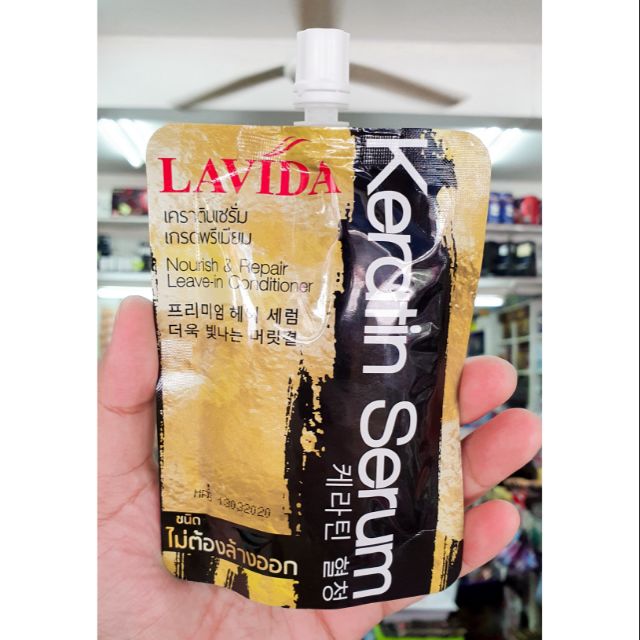 LAVIDA
เคราตินเซรั่ม
เกรดพรีเมียม
Nourish & Repair
Leave-in Conditioner
프리미엄 헤어 세럼
더욱 빛나는 머릿결
Keratin Serum
케라틴 혈청
MFG 13032020
ชนิด
ไม่ต้องล้างออก